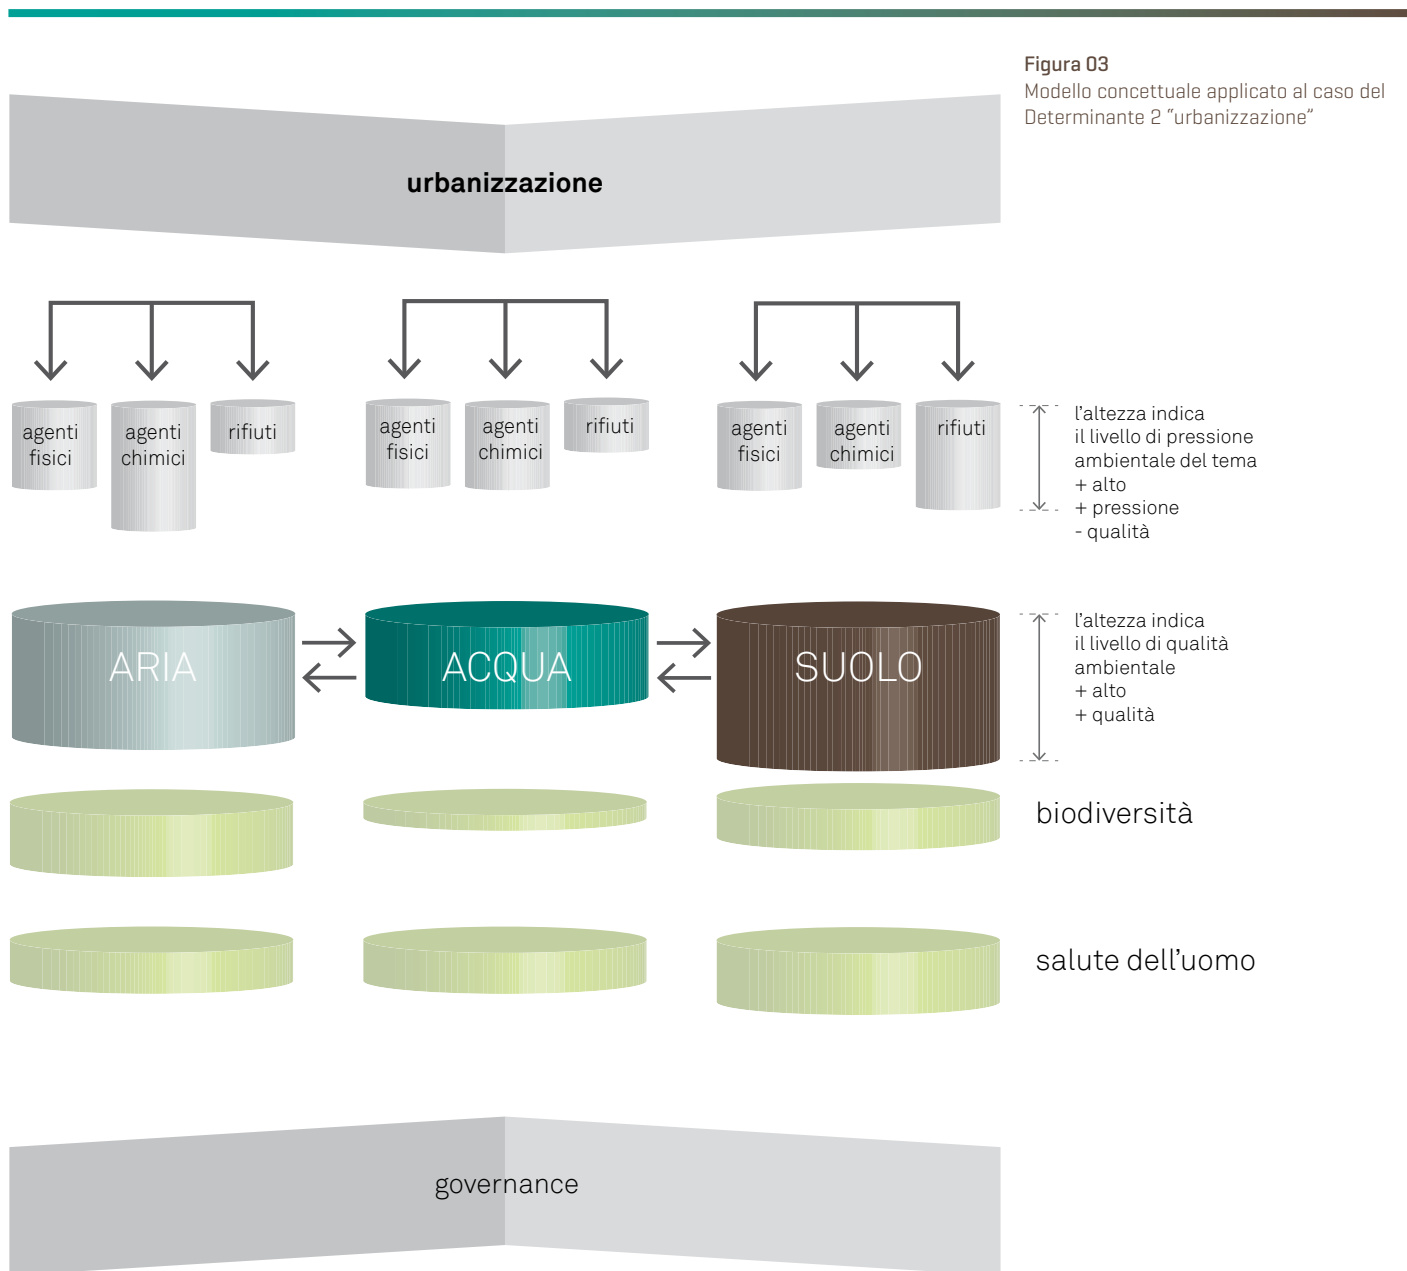 Figura 03
Modello concettuale applicato al caso del
Determinante 2 “urbanizzazione”
urbanizzazione
agenti
fisici
agenti
chimici
rifiuti
agenti
fisici
agenti
chimici
rifiuti
agenti
fisici
agenti
chimici
rifiuti
l'altezza indica
il livello di pressione
ambientale del tema
+ alto
+ pressione
- qualità
ARIA
ACQUA
SUOLO
l'altezza indica
il livello di qualità
ambientale
+ alto
+ qualità
biodiversità
salute dell'uomo
governance